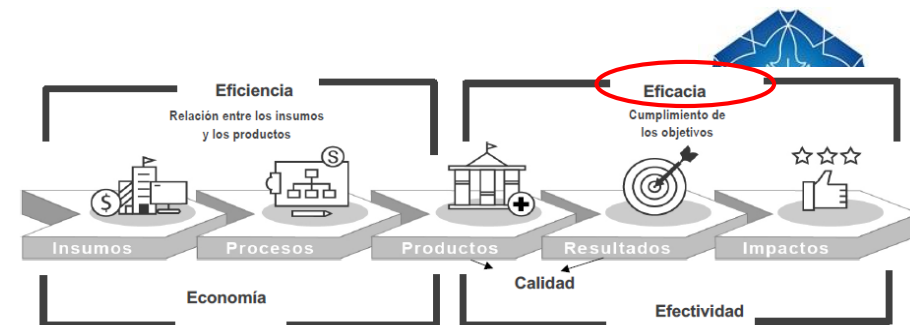 Eficiencia
Relación entre los insumos
y los productos
Eficacia
Cumplimiento de
los objetivos
$
S
Insumos
Procesos
Productos
Resultados
Impactos
Calidad
Economía
Efectividad